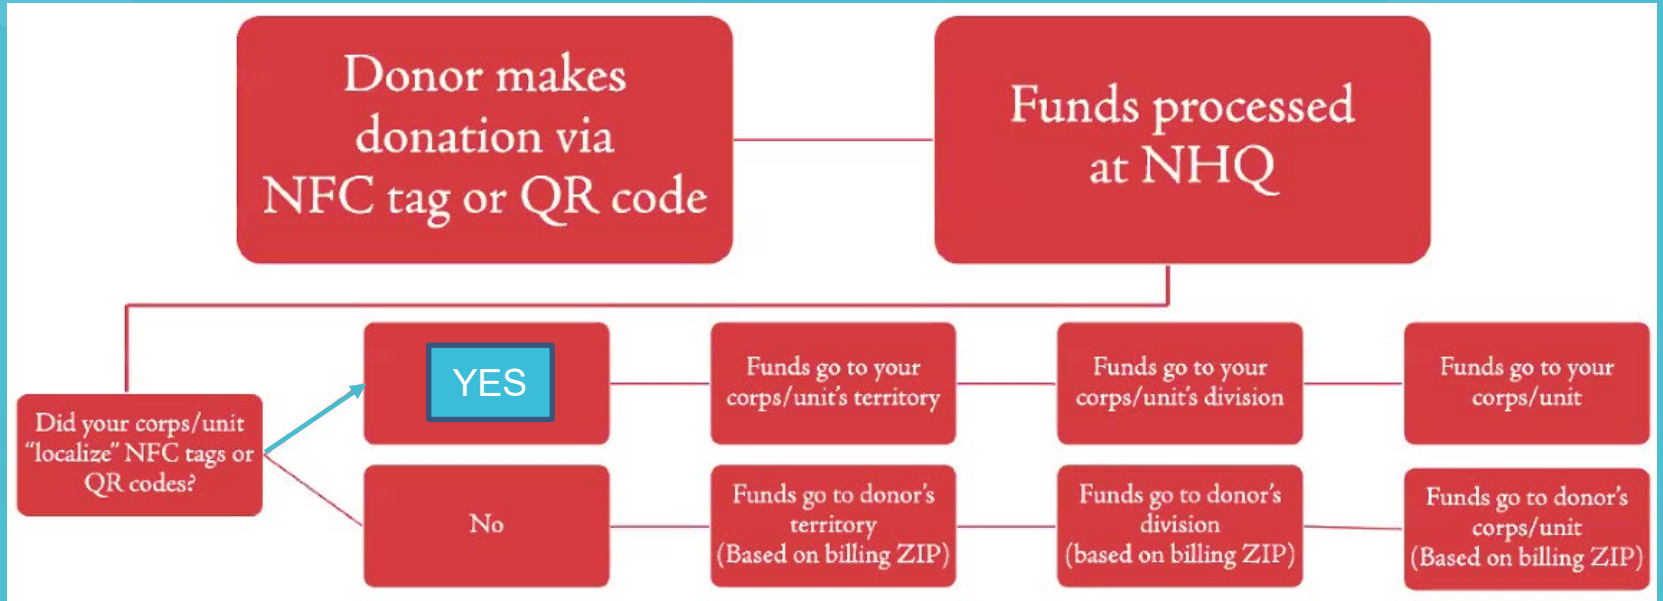 Donor makes
donation via
NFC tag or QR code
Funds processed
at NHQ
Did your corps/unit
“localize” NFC tags or
QR codes?
YES
Funds go to your
corps/unit's territory
Funds go to your
corps/unit's division
Funds go to your
corps/unit
No
Funds go to donor's
territory
(Based on billing ZIP)
Funds go to donor's
division
(based on billing ZIP)
Funds go to donor's
corps/unit
(Based on billing ZIP)